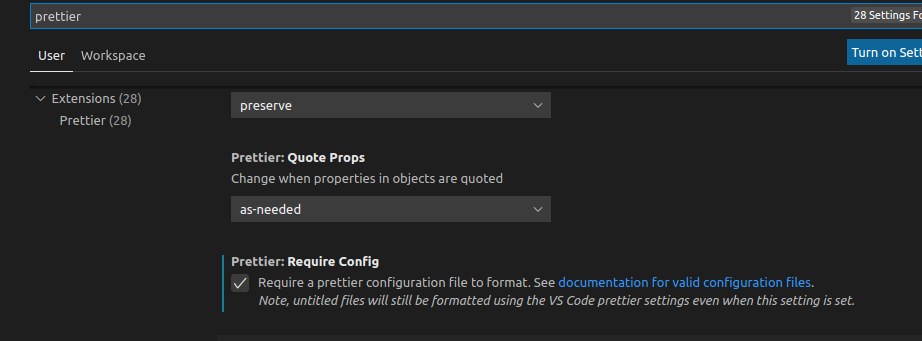 prettier
28 Settings Fo
User Workspace
Turn on Sett
Extensions (28)
Prettier (28)
preserve
Prettier: Quote Props
Change when properties in objects are quoted
as-needed
Prettier: Require Config
Require a prettier configuration file to format. See documentation for valid configuration files.
Note, untitled files will still be formatted using the VS Code prettier settings even when this setting is set.